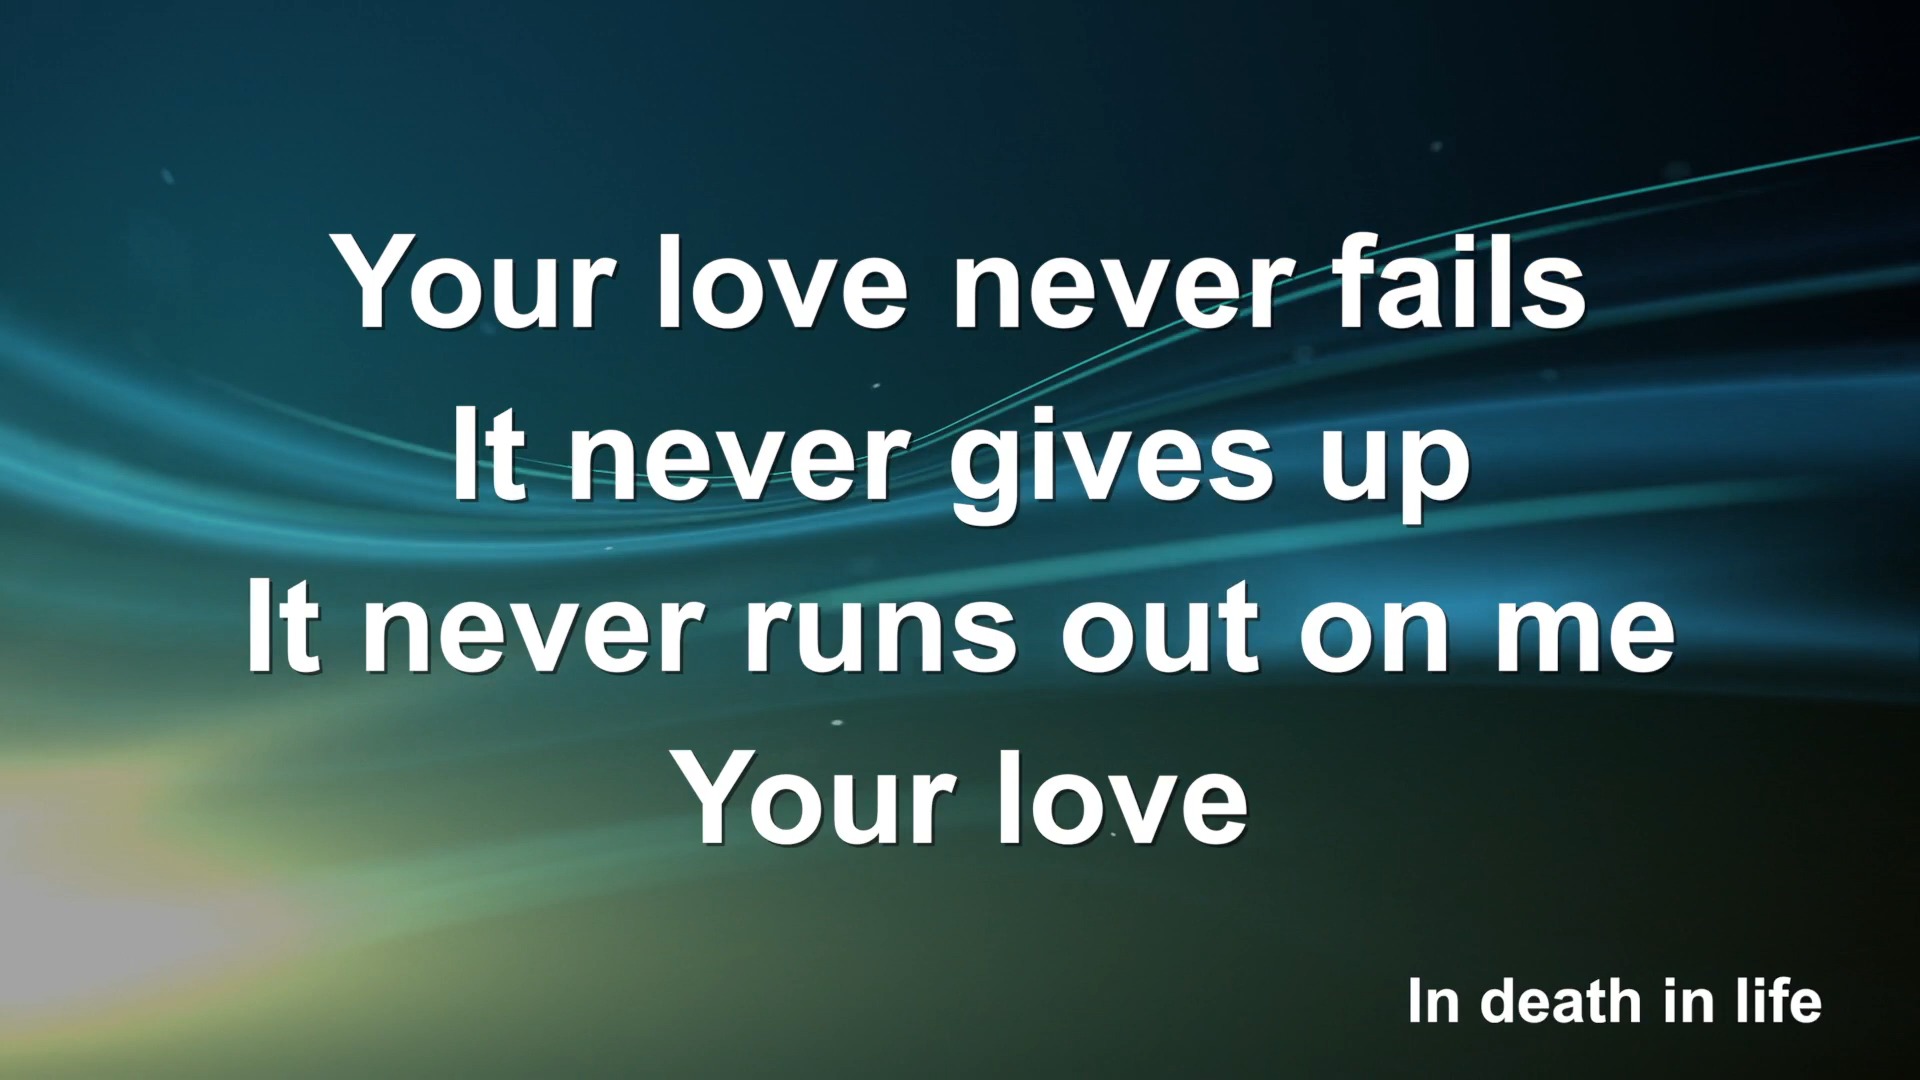 Your love never fails
It never gives up
It never runs out on me
Your love
In death in life